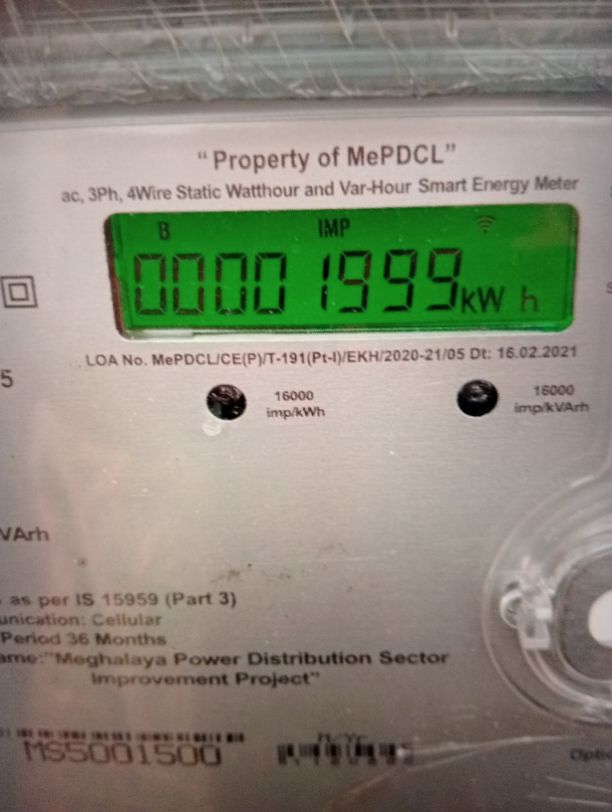 “Property of MePDCL”
ac, 3Ph, 4Wire Static Watthour and Var-Hour Smart Energy Meter
B IMP
00001999 kW h
LOA No. MePDCL/CE(P)/T-191(Pt-I)/EKH/2020-21/05 Dt: 16.02.2021
5
16000
imp/kWh
16000
imp/kVArh
VArh
as per IS 15959 (Part 3)
unication: Cellular
Period 36 Months
ame:"Meghalaya Power Distribution Sector
Improvement Project"
MS5001500
Optic